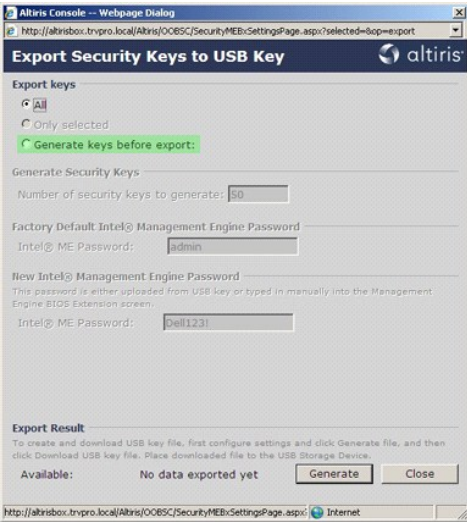 Altiris Console -- Webpage Dialog
http://altirisbox.trvpro.local/Altiris/OOBSC/SecurityMEBxSettingsPage.aspx?selected=&op=export
Export Security Keys to USB Key
altiris
Export keys
All
Only selected
Generate keys before export:
Generate Security Keys
Number of security keys to generate: 50
Factory Default Intel® Management Engine Password
Intel® ME Password: admin
New Intel® Management Engine Password
This password is either uploaded from USB key or typed in manually into the Management
Engine BIOS Extension screen.
Intel® ME Password: Dell123!
Export Result
To create and download USB key file, first configure settings and click Generate file, and then
click Download USB key file. Place downloaded file to the USB Storage Device.
Available: No data exported yet Generate Close
http://altirisbox.trvpro.local/Altiris/OOBSC/SecurityMEBxSettingsPage.aspx? Internet